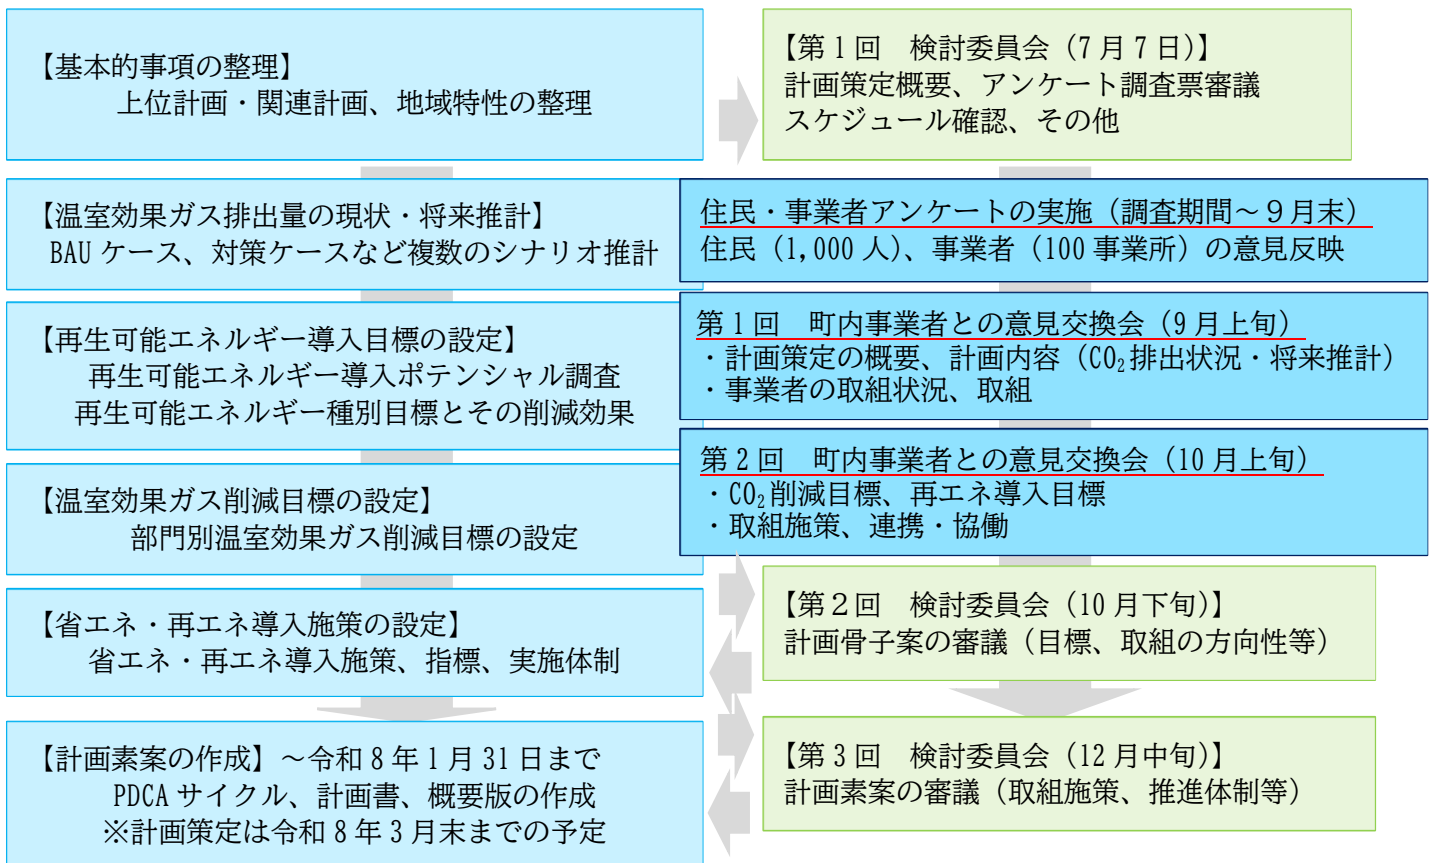 【基本的事項の整理】
上位計画・関連計画、地域特性の整理
【第1回　検討委員会（7月7日）】
計画策定概要、アンケート調査票審議
スケジュール確認、その他
【温室効果ガス排出量の現状・将来推計】
BAUケース、対策ケースなど複数のシナリオ推計
住民・事業者アンケートの実施（調査期間～９月末）
住民（1,000人）、事業者（100事業所）の意見反映
【再生可能エネルギー導入目標の設定】
再生可能エネルギー導入ポテンシャル調査
再生可能エネルギー種別目標とその削減効果
第1回　町内事業者との意見交換会（9月上旬）
・計画策定の概要、計画内容（CO₂排出状況・将来推計）
・事業者の取組状況、取組
【温室効果ガス削減目標の設定】
部門別温室効果ガス削減目標の設定
第2回　町内事業者との意見交換会（10月上旬）
・CO₂削減目標、再エネ導入目標
・取組施策、連携・協働
【省エネ・再エネ導入施策の設定】
省エネ・再エネ導入施策、指標、実施体制
【第２回　検討委員会（10月下旬）】
計画骨子案の審議（目標、取組の方向性等）
【計画素案の作成】～令和8年1月31日まで
PDCAサイクル、計画書、概要版の作成
※計画策定は令和8年3月末までの予定
【第3回　検討委員会（12月中旬）】
計画素案の審議（取組施策、推進体制等）